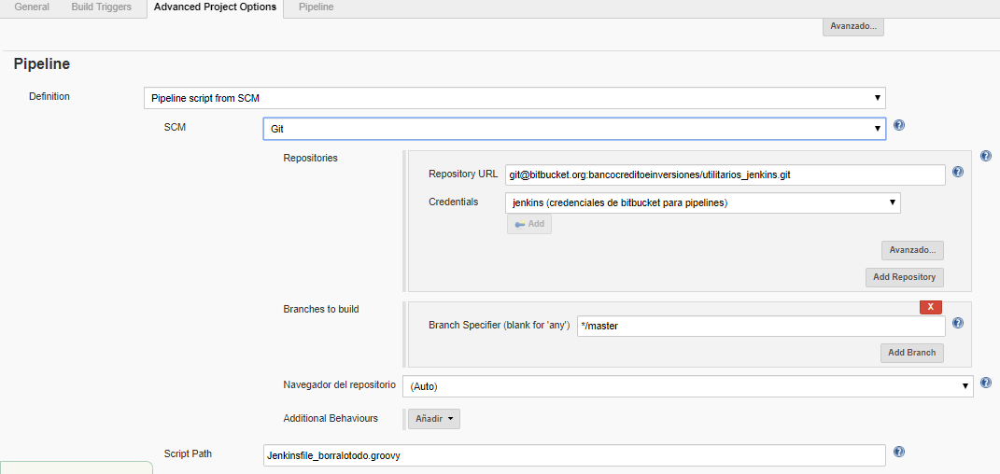 General Build Triggers Advanced Project Options Pipeline
Avanzado...
Pipeline
Definition Pipeline script from SCM
SCM Git
Repositories
Repository URL git@bitbucket.org:bancocreditoeinversiones/utilitarios_jenkins.git
Credentials jenkins (credenciales de bitbucket para pipelines)
Add
Avanzado...
Add Repository
Branches to build
X
Branch Specifier (blank for 'any') */master
Add Branch
Navegador del repositorio (Auto)
Additional Behaviours Añadir
Script Path Jenkinsfile_borralotodo.groovy